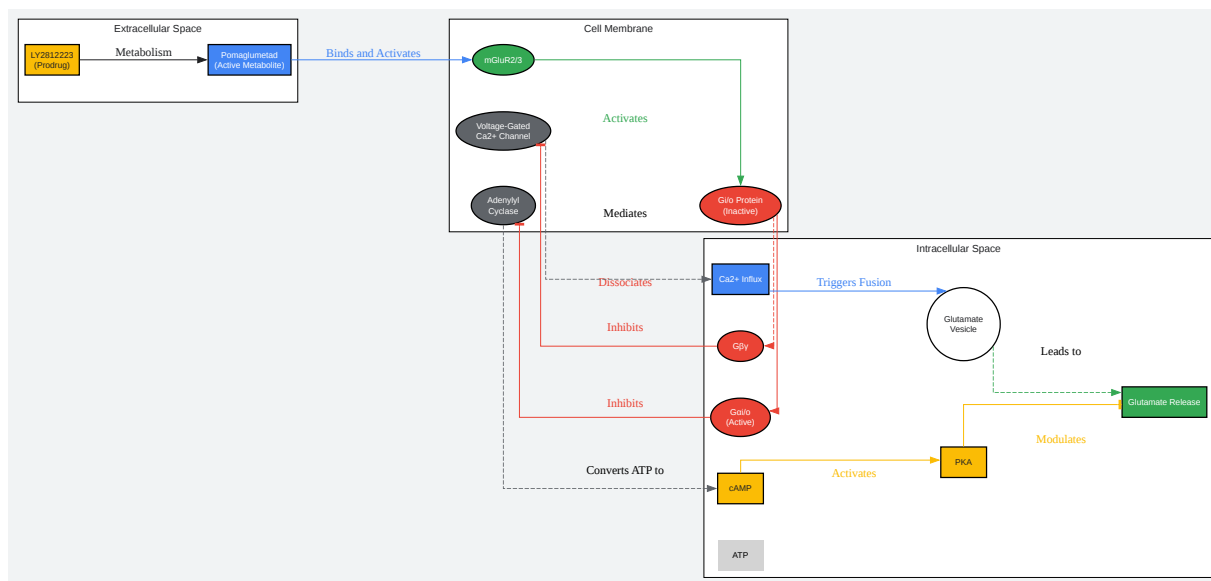 Extracellular Space
LY2812223
(Prodrug)
Metabolism
Pomaglumetad
(Active Metabolite)
Binds and Activates
Cell Membrane
mGluR2/3
Activates
Voltage-Gated
Ca2+ Channel
Adenylyl
Cyclase
Mediates
Gi/o Protein
(Inactive)
Intracellular Space
Dissociates
Ca2+ Influx
Triggers Fusion
Glutamate
Vesicle
Inhibits
Gβγ
Leads to
Inhibits
Gαi/o
(Active)
Glutamate Release
Modulates
Converts ATP to
cAMP
Activates
PKA
ATP